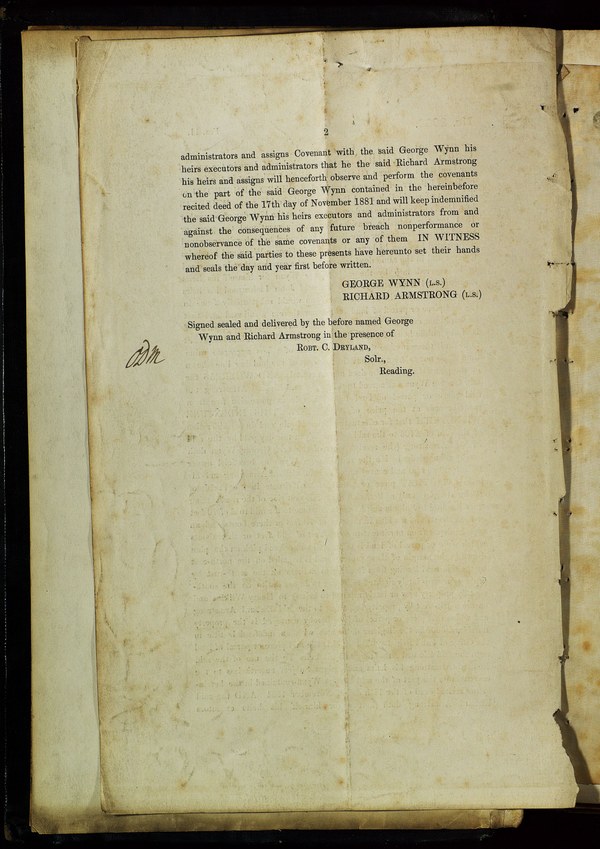 2
administrators and assigns Covenant with the said George Wynn his
heirs executors and administrators that he the said Richard Armstrong
his heirs and assigns will henceforth observe and perform the covenants
on the part of the said George Wynn contained in the hereinbefore
recited deed of the 17th day of November 1881 and will keep indemnified
the said George Wynn his heirs executors and administrators from and
against the consequences of any future breach nonperformance or
nonobservance of the same covenants or any of them IN WITNESS
whereof the said parties to these presents have hereunto set their hands
and seals the day and year first before written.
GEORGE WYNN (L.S.)
RICHARD ARMSTRONG (L.S.)
Signed sealed and delivered by the before named George
Wynn and Richard Armstrong in the presence of
ROBT. C. DRYLAND,
Solr.,
Reading.